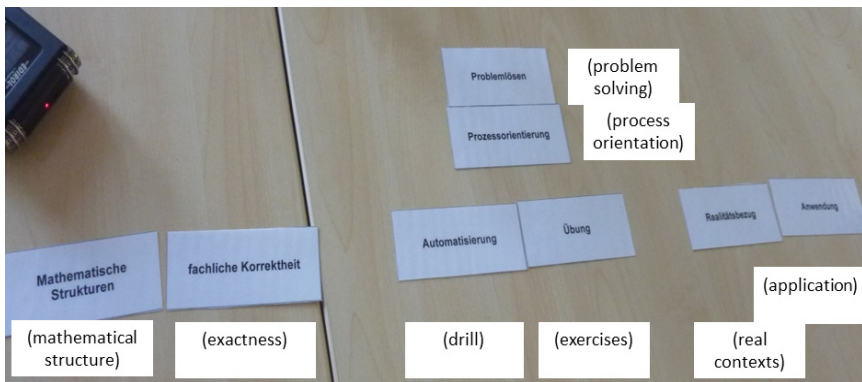 Problemlösen
(problem
solving)
Prozessorientierung
(process
orientation)
Automatisierung
Übung
Realitätsbezug
Anwendung
Mathematische
Strukturen
fachliche Korrektheit
(application)
(mathematical
structure)
(exactness)
(drill)
(exercises)
(real
contexts)